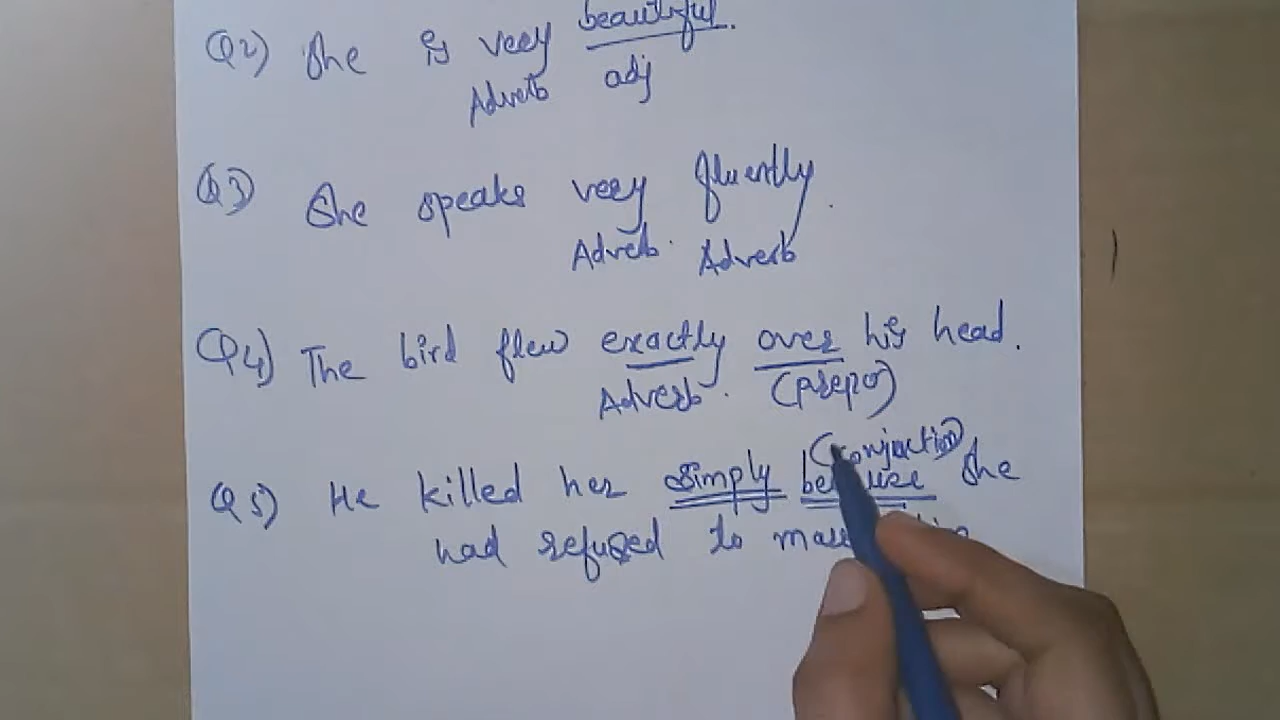 Q2) She is very beautiful.
Adverb adj
Q3) She speaks very fluently.
Adverb. Adverb
Q4) The bird flew exactly over his head.
Adverb. (prepo)
(conjuction)
Q5) He killed her simply because she
had refused to